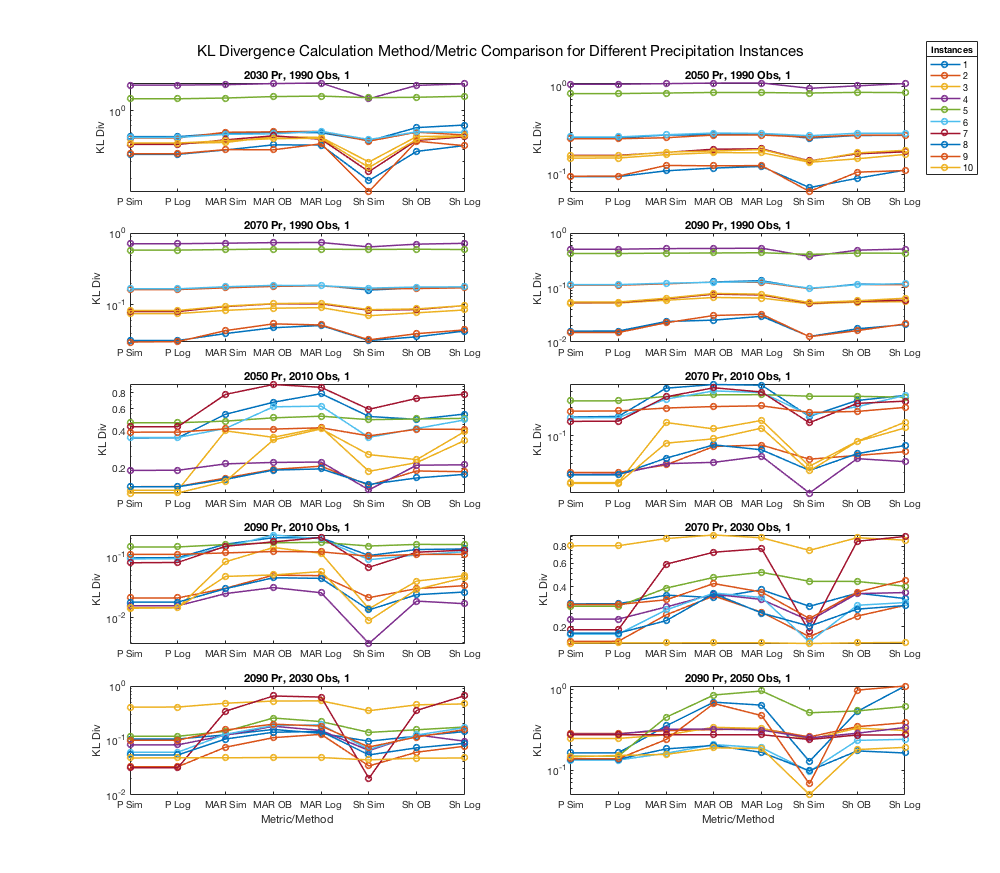 KL Divergence Calculation Method/Metric Comparison for Different Precipitation Instances
Instances
1
2
3
4
5
6
7
8
9
10
2030 Pr, 1990 Obs, 1
10^0
KL Div
P Sim P Log MAR Sim MAR OB MAR Log Sh Sim Sh OB Sh Log
2050 Pr, 1990 Obs, 1
10^0
10^-1
KL Div
P Sim P Log MAR Sim MAR OB MAR Log Sh Sim Sh OB Sh Log
2070 Pr, 1990 Obs, 1
10^0
10^-1
KL Div
P Sim P Log MAR Sim MAR OB MAR Log Sh Sim Sh OB Sh Log
2090 Pr, 1990 Obs, 1
10^0
10^-1
10^-2
KL Div
P Sim P Log MAR Sim MAR OB MAR Log Sh Sim Sh OB Sh Log
2050 Pr, 2010 Obs, 1
0.8
0.6
0.4
0.2
KL Div
P Sim P Log MAR Sim MAR OB MAR Log Sh Sim Sh OB Sh Log
2070 Pr, 2010 Obs, 1
10^-1
KL Div
P Sim P Log MAR Sim MAR OB MAR Log Sh Sim Sh OB Sh Log
2090 Pr, 2010 Obs, 1
10^-1
10^-2
KL Div
P Sim P Log MAR Sim MAR OB MAR Log Sh Sim Sh OB Sh Log
2070 Pr, 2030 Obs, 1
0.8
0.6
0.4
0.2
KL Div
P Sim P Log MAR Sim MAR OB MAR Log Sh Sim Sh OB Sh Log
2090 Pr, 2030 Obs, 1
10^0
10^-1
10^-2
KL Div
P Sim P Log MAR Sim MAR OB MAR Log Sh Sim Sh OB Sh Log
Metric/Method
2090 Pr, 2050 Obs, 1
10^0
10^-1
KL Div
P Sim P Log MAR Sim MAR OB MAR Log Sh Sim Sh OB Sh Log
Metric/Method